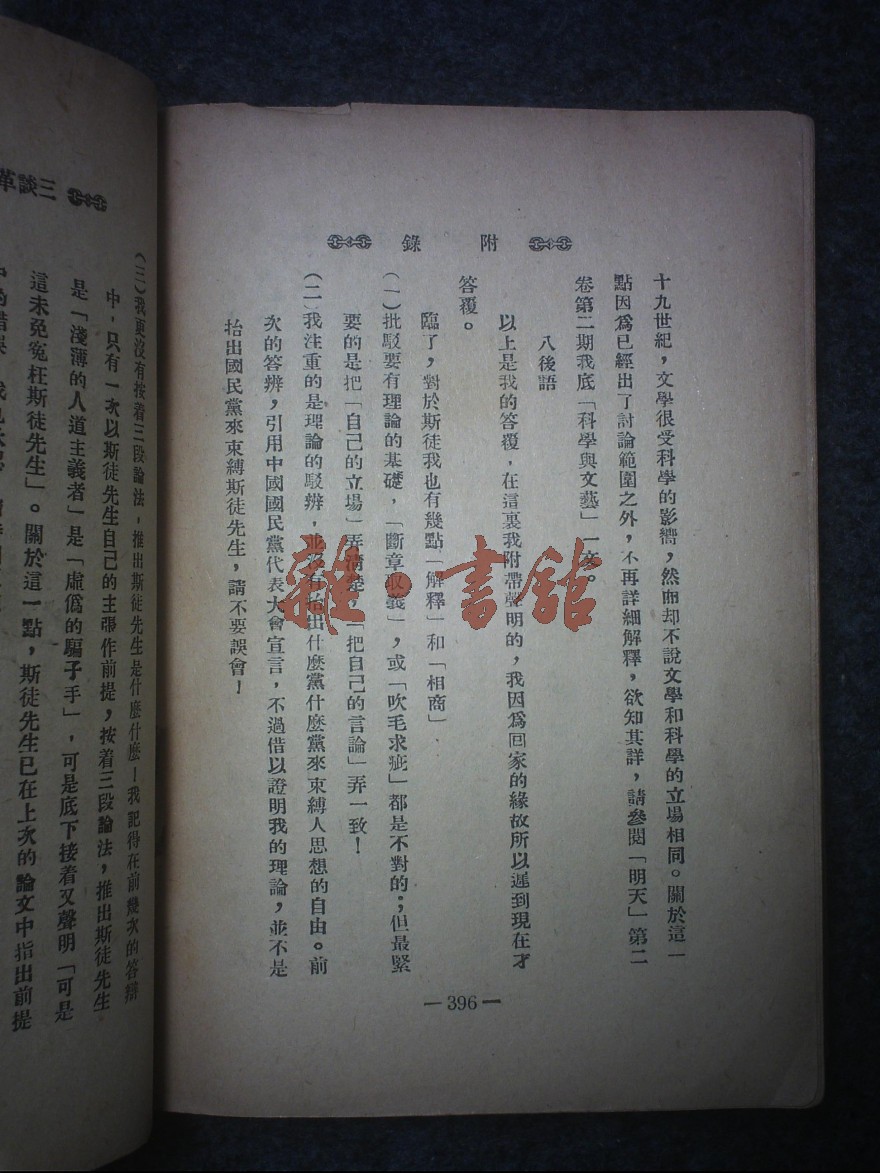 附錄
十九世紀，文學很受科學的影嚮，然而却不說文學和科學的立場相同。關於這一
點因爲已經出了討論範圍之外，不再詳細解釋，欲知其詳，請參閱「明天」第二
卷第二期我底「科學與文藝」一文。
八後語
以上是我的答覆，在這裏我附帶聲明的，我因爲回家的緣故所以遲到現在才
答覆。
臨了，對於斯徒我也有幾點「解釋」和「相商」
(一)批駁要有理論的基礎，「斷章取義」，或「吹毛求疵」都是不對的；但最緊
要的是把「自己的立場」弄清楚，「把自己的言論」弄一致！
(二)我注重的是理論的駁辨，並沒有抬出什麼黨什麼黨來束縛人思想的自由。前
次的答辨，引用中國國民黨代表大會宣言，不過借以證明我的理論，並不是
抬出國民黨來束縛斯徒先生，請不要誤會！
—396—
雜·書館
三談革
(三)我更沒有按着三段論法，推出斯徒先生是什麼什麼！我記得在前幾次的答辯
中，只有一次以斯徒先生自己的主張作前提，按着三段論法，推出斯徒先生
是「淺薄的人道主義者」是「虛僞的騙子手」，可是底下接着又聲明「可是
這未免寃枉斯徒先生」。關於這一點，斯徒先生已在上次的論文中指出前提